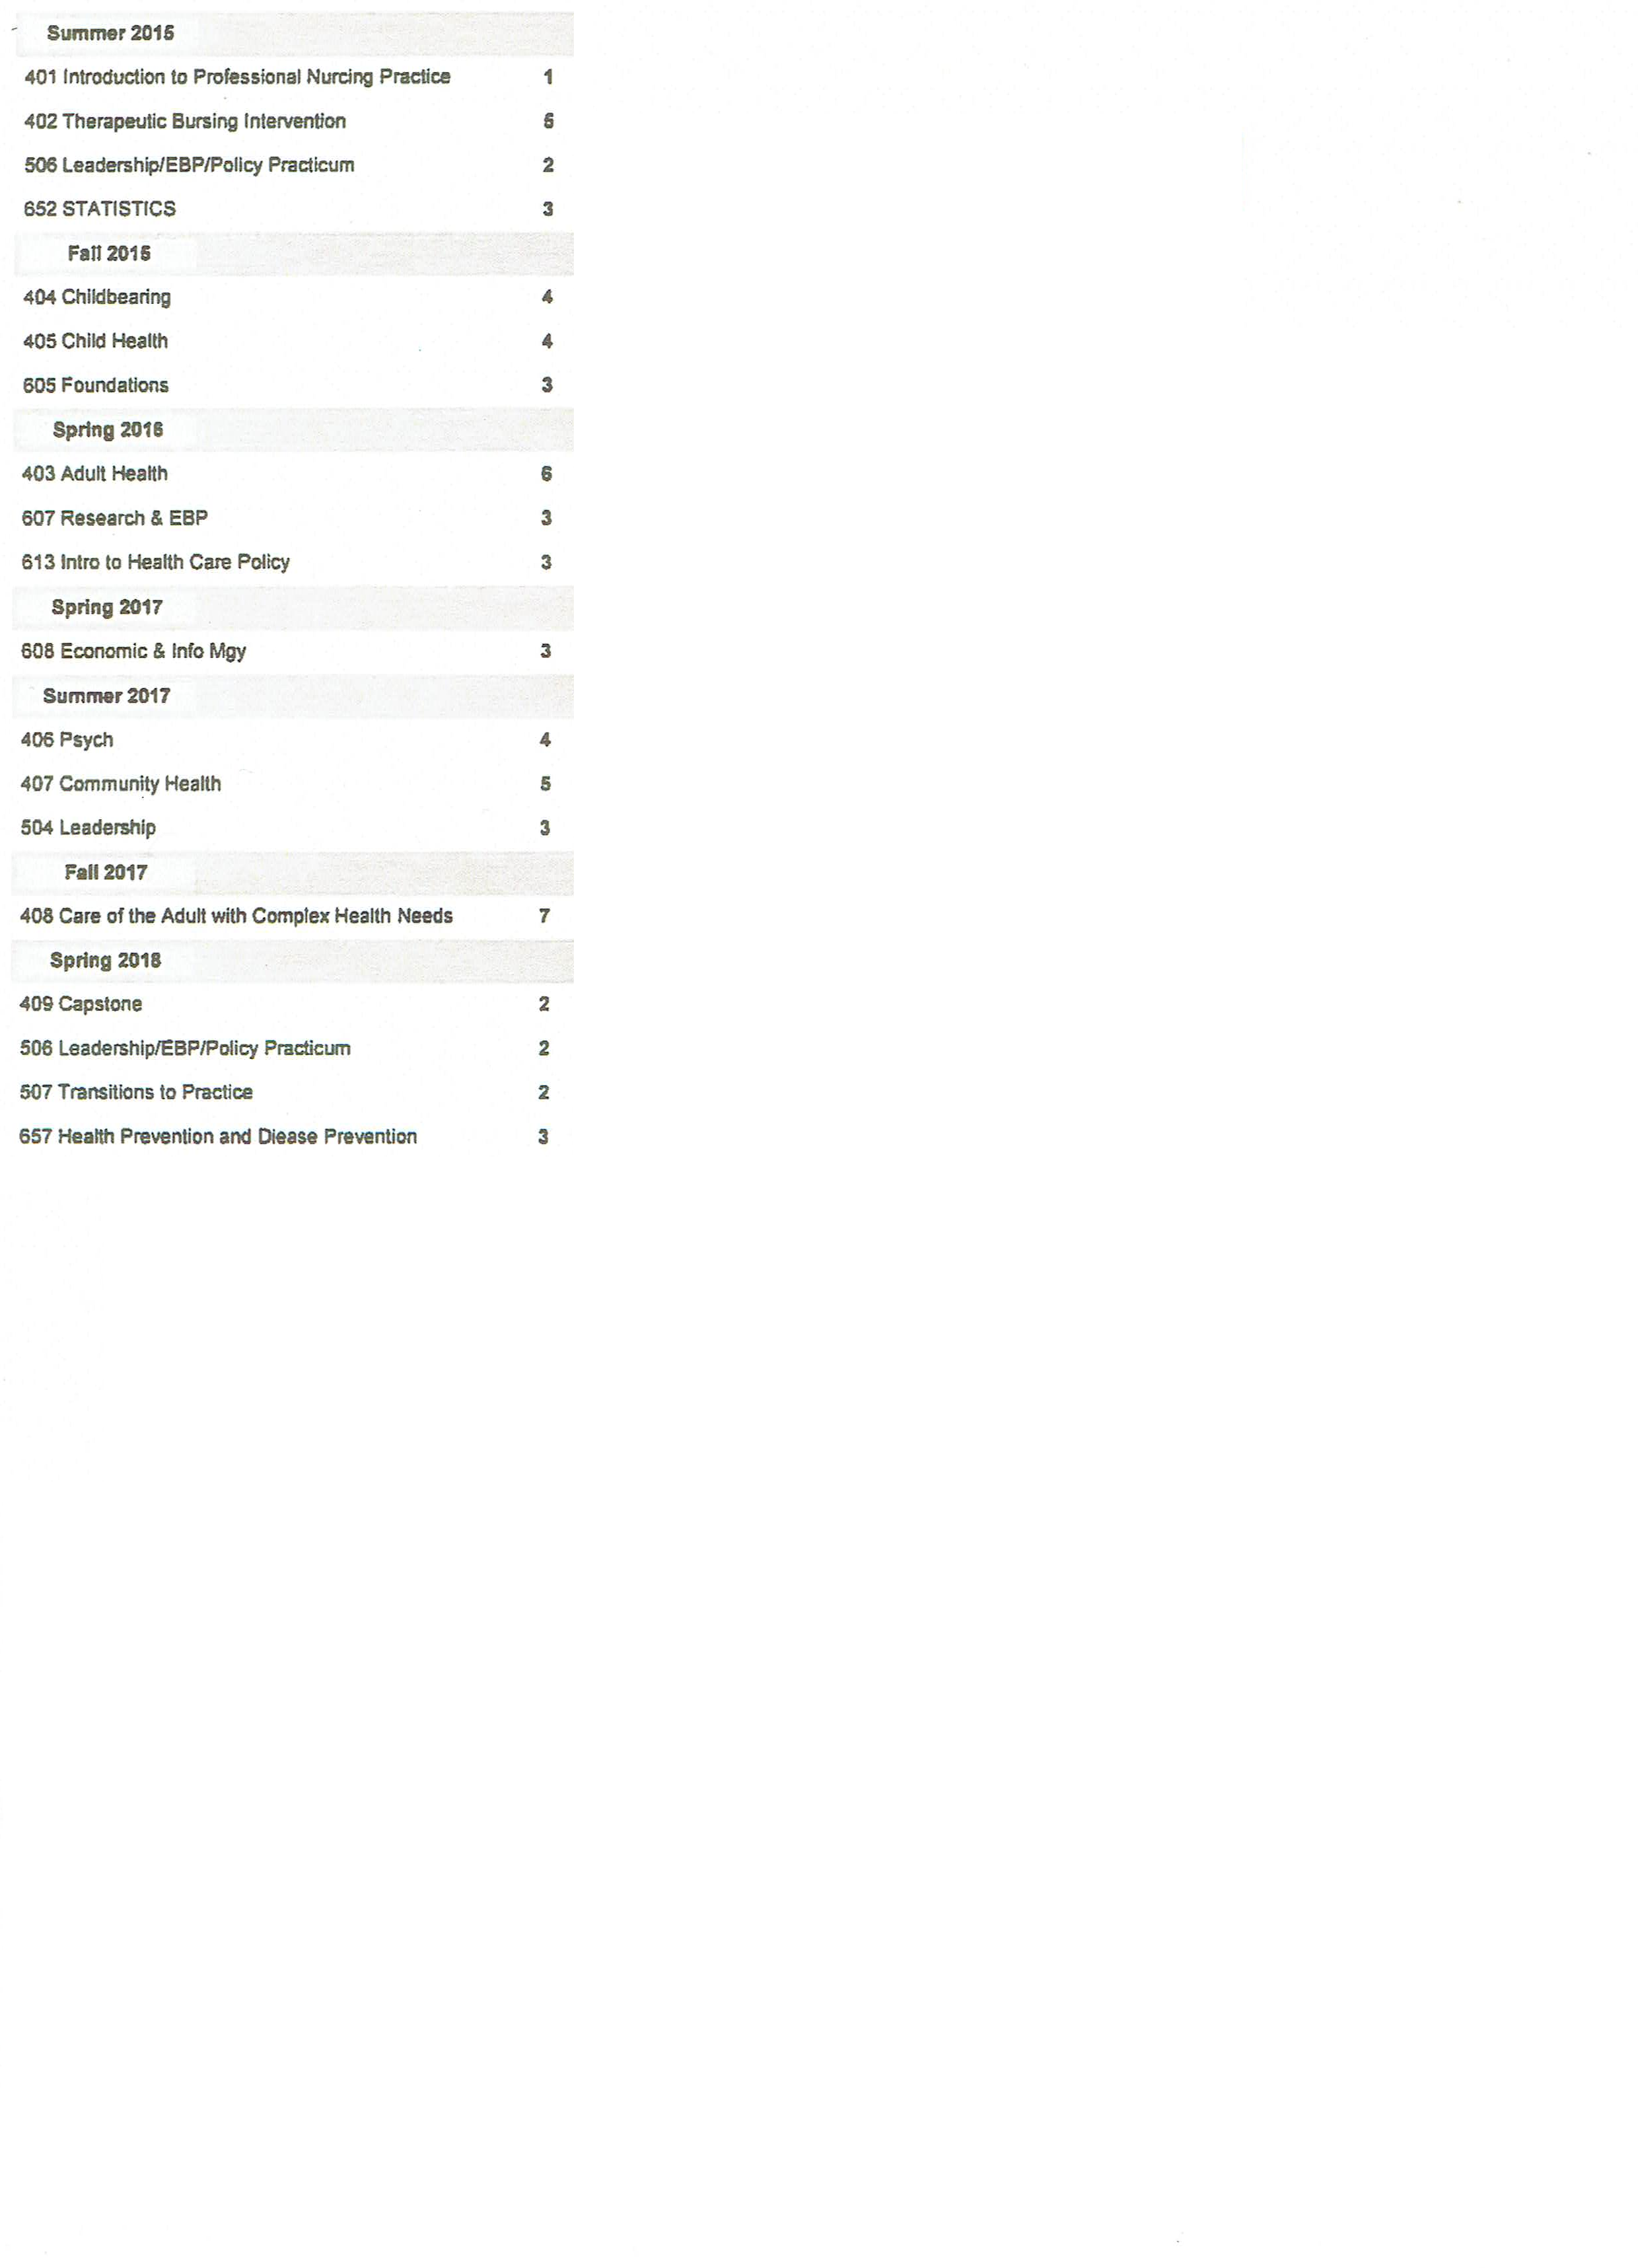 Summer 2015
401 Introduction to Professional Nurcing Practice 1
402 Therapeutic Bursing Intervention 5
506 Leadership/EBP/Policy Practicum 2
652 STATISTICS 3
Fall 2015
404 Childbearing 4
405 Child Health 4
605 Foundations 3
Spring 2016
403 Adult Health 6
607 Research & EBP 3
613 Intro to Health Care Policy 3
Spring 2017
608 Economic & Info Mgy 3
Summer 2017
406 Psych 4
407 Community Health 5
504 Leadership 3
Fall 2017
408 Care of the Adult with Complex Health Needs 7
Spring 2018
409 Capstone 2
506 Leadership/EBP/Policy Practicum 2
507 Transitions to Practice 2
657 Health Prevention and Diease Prevention 3